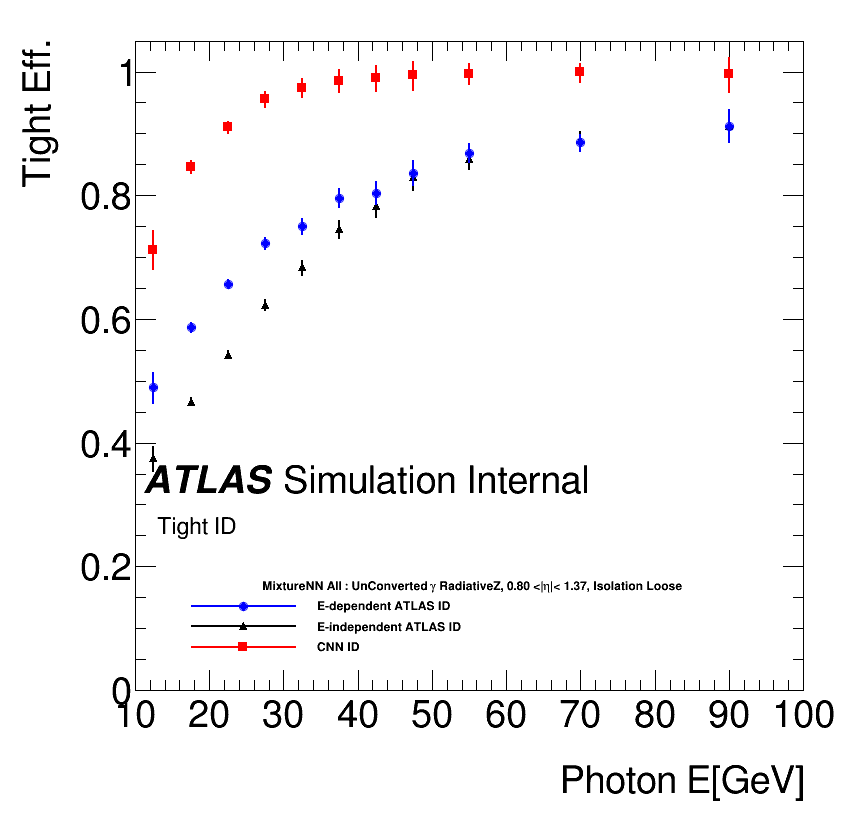 Tight Eff.
1
0.8
0.6
0.4
0.2
0
ATLAS Simulation Internal
Tight ID
MixtureNN All : UnConverted γ RadiativeZ, 0.80 <|η|< 1.37, Isolation Loose
E-dependent ATLAS ID
E-independent ATLAS ID
CNN ID
10 20 30 40 50 60 70 80 90 100
Photon E[GeV]